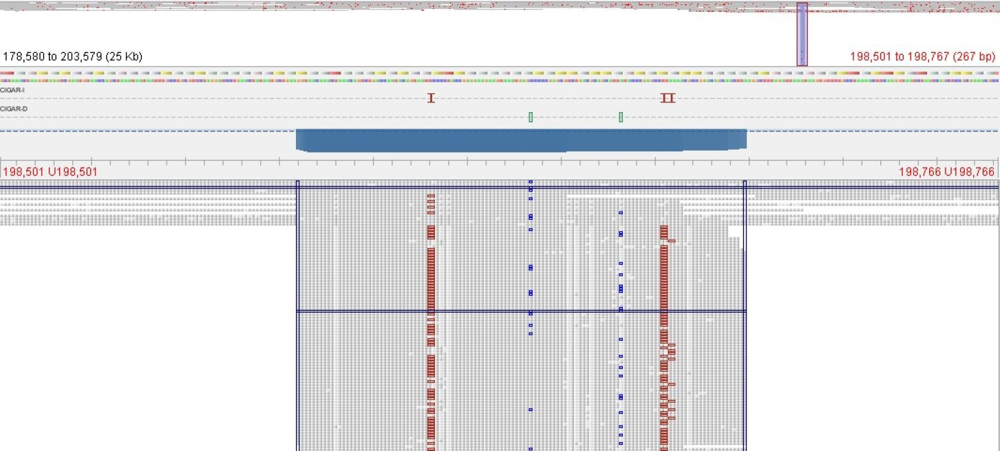 178,580 to 203,579 (25 Kb) 198,501 to 198,767 (267 bp)
CIGAR-I
I II
CIGAR-D
198,501 U198,501 198,766 U198,766